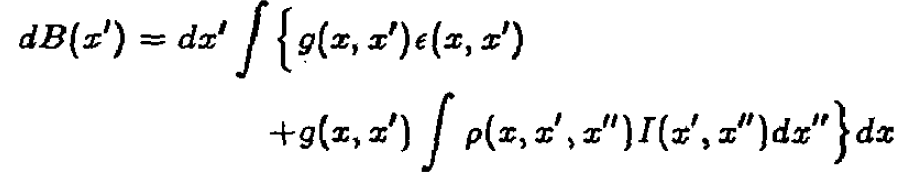 dB(x′) = dx′ ∫ { g(x, x′)ϵ(x, x′)
+g(x, x′) ∫ ρ(x, x′, x″)I(x′, x″)dx″ } dx